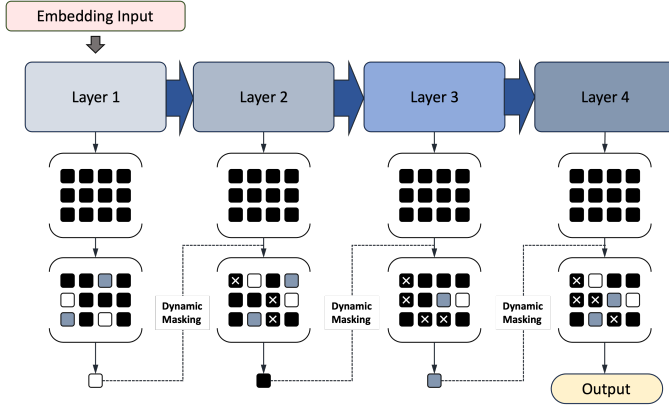 Embedding Input
Layer 1
Layer 2
Layer 3
Layer 4
Dynamic
Masking
Dynamic
Masking
Dynamic
Masking
Output